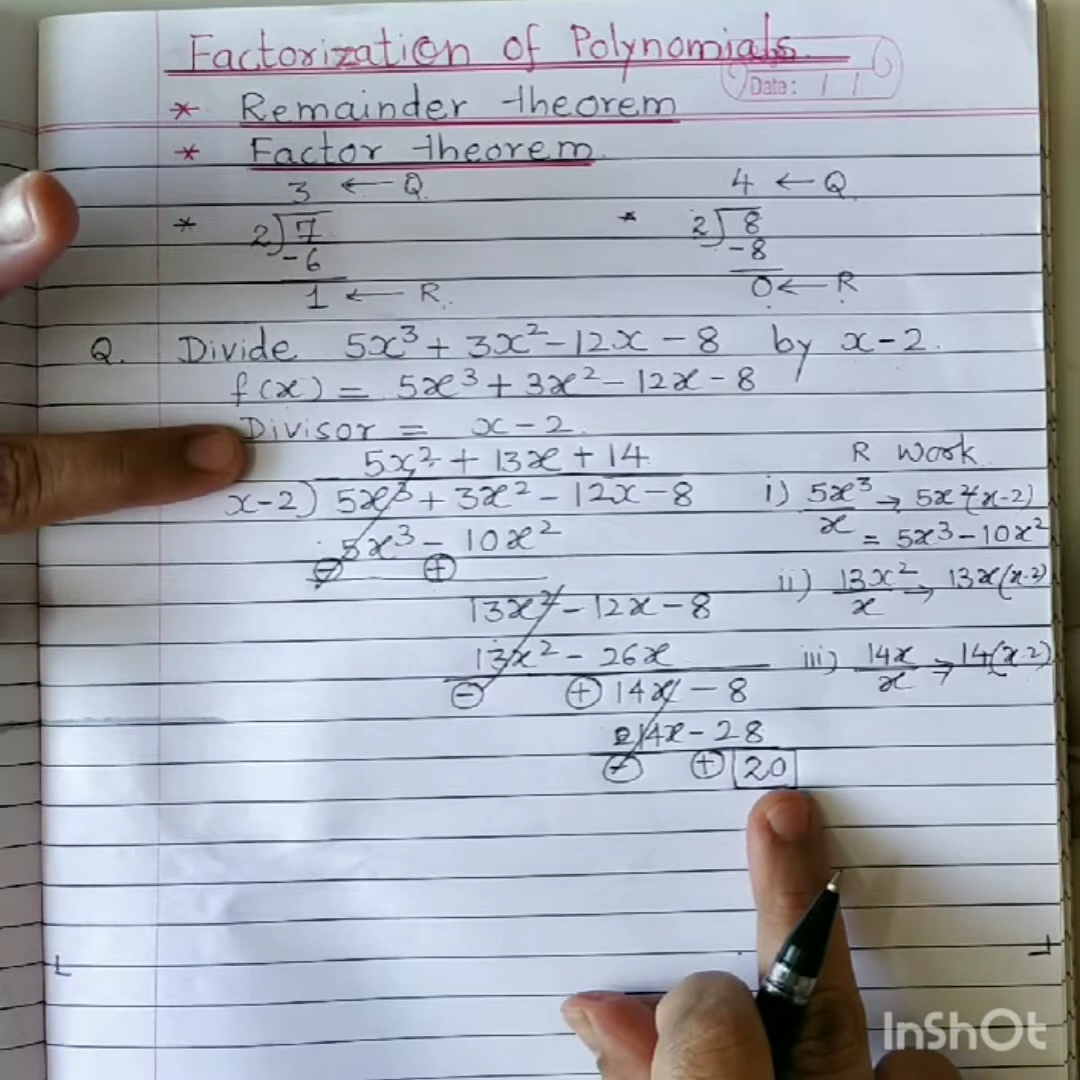 Factorization of Polynomials.
Date: / /
* Remainder theorem
* Factor theorem.
3 ← Q
4 ← Q
* 2)7
* 2)8
-6
-8
1 ← R.
0 ← R
Q. Divide 5x³ + 3x² - 12x - 8 by x - 2.
f(x) = 5x³ + 3x² - 12x - 8
Divisor = x - 2
5x² + 13x + 14
R Work
x-2) 5x³ + 3x² - 12x - 8
i) 5x³/x → 5x²(x-2)
5x³ - 10x²
= 5x³ - 10x²
⊖ ⊕
ii) 13x²/x → 13x(x-2)
13x² - 12x - 8
13x² - 26x
iii) 14x/x → 14(x-2)
⊖ ⊕ 14x - 8
14x - 28
⊖ ⊕ 20
InShOt